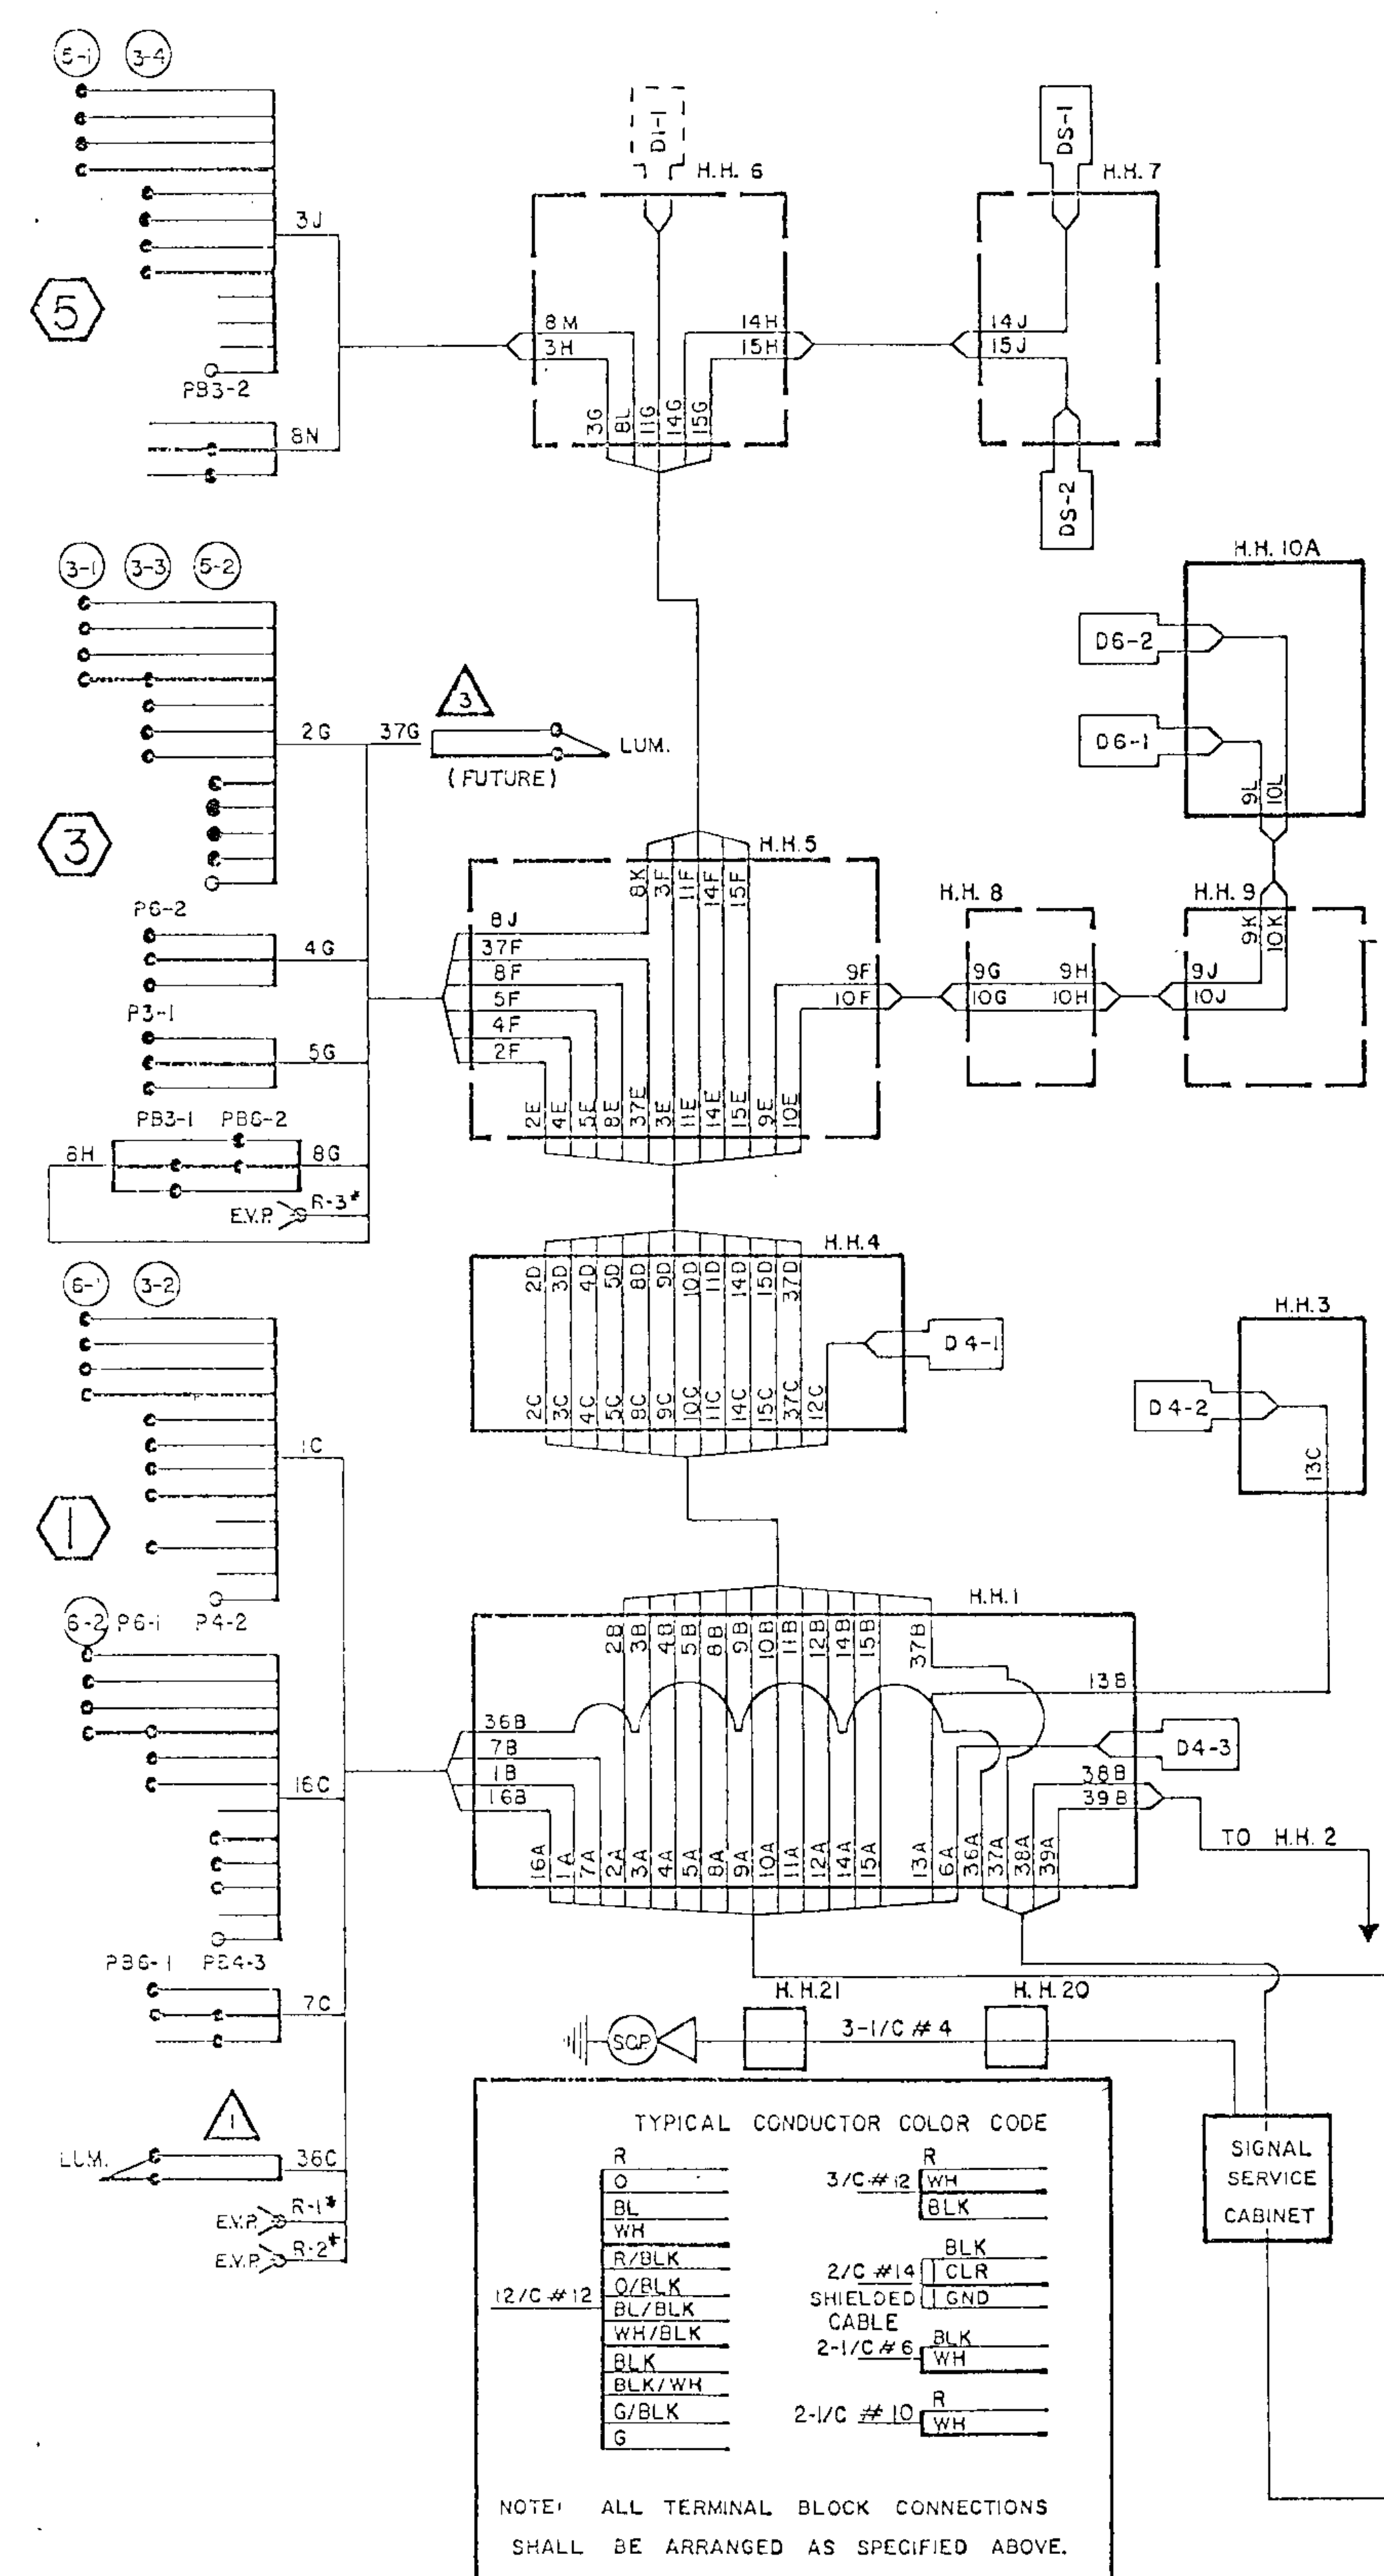 5-1 3-4
3J
5
PB3-2
8N
D1-1
H.H. 6
8M
3H
14H
15H
3G
8L
11G
14G
15G
DS-1
H.H. 7
14J
15J
DS-2
3-1 3-3 5-2
2G 37G
3
LUM.
(FUTURE)
3
P6-2
4G
P3-1
5G
PB3-1 PB6-2
8H
8G
R-3*
E.V.P.
H.H.5
8K
3F
11F
14F
15F
8J
37F
8F
5F
4F
2F
9F
10F
2E
4E
5E
8E
37E
3E
11E
14E
15E
9E
10E
H.H. 8
9G 9H
10G 10H
H.H. 9
9J
10J
9K
10K
H.H. 10A
D6-2
D6-1
9L
10L
H.H.4
2D
3D
4D
5D
8D
9D
10D
11D
14D
15D
37D
D4-1
2C
3C
4C
5C
8C
9C
10C
11C
14C
15C
37C
12C
H.H.3
D4-2
13C
3-2
1C
1
6-2 P6-1 P4-2
16C
PB6-1
7C
1
LUM.
36C
E.V.P. R-1*
E.V.P. R-2*
H.H.1
2B
3B
4B
5B
8B
9B
10B
11B
12B
14B
15B
37B
36B
7B
1B
16B
13B
D4-3
38B
39B
16A
1A
7A
2A
3A
4A
5A
8A
9A
10A
11A
12A
14A
15A
13A
6A
36A
37A
38A
39A
TO H.H. 2
H.H.21 H.H.20
3-1/C #4
SIGNAL
SERVICE
CABINET
TYPICAL CONDUCTOR COLOR CODE
12/C #12
R
O
BL
WH
R/BLK
O/BLK
BL/BLK
WH/BLK
BLK
BLK/WH
G/BLK
G
3/C #12
R
WH
BLK
2/C #14
SHIELDED
CABLE
BLK
CLR
GND
2-1/C #6
BLK
WH
2-1/C #10
R
WH
NOTE: ALL TERMINAL BLOCK CONNECTIONS
SHALL BE ARRANGED AS SPECIFIED ABOVE.